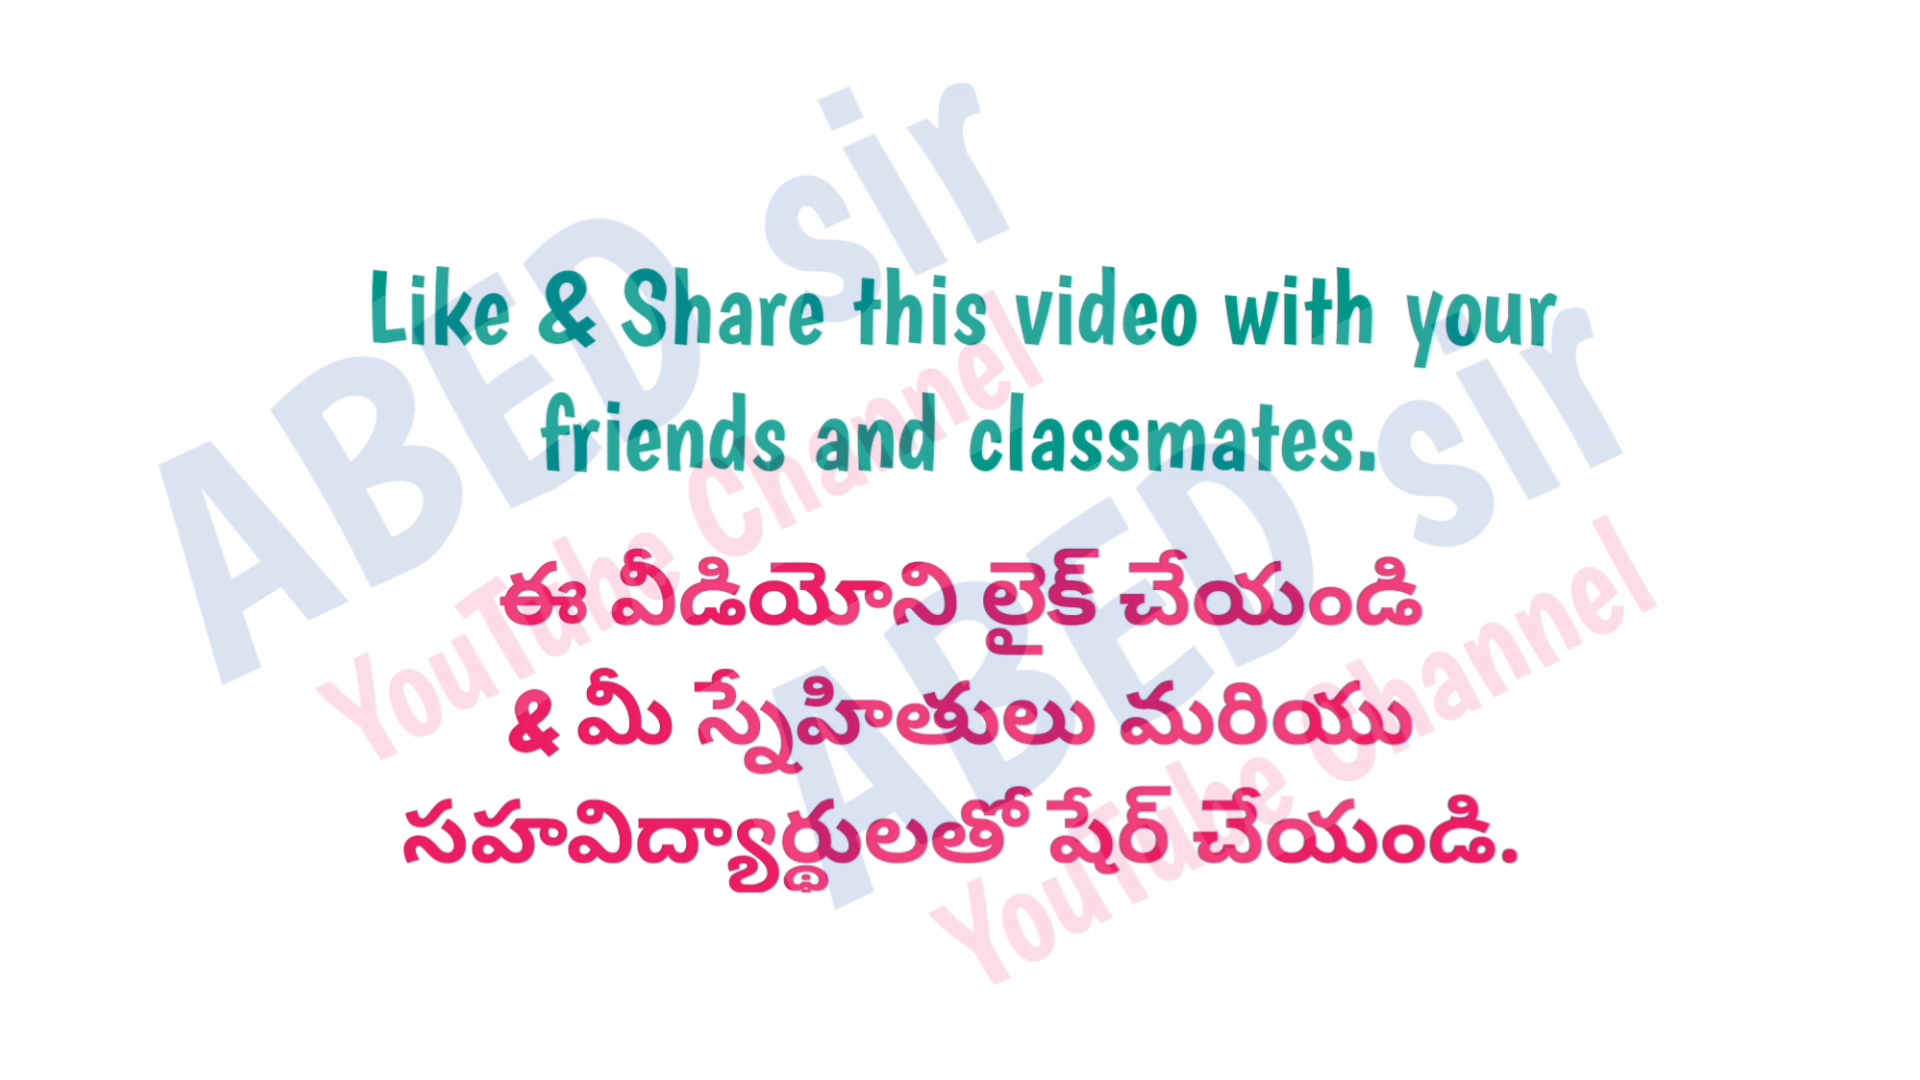 Like & Share this video with your
friends and classmates.
ఈ వీడియోని లైక్ చేయండి
& మీ స్నేహితులు మరియు
సహవిద్యార్థులతో షేర్ చేయండి.
ABED sir
YouTube Channel
ABED sir
YouTube Channel